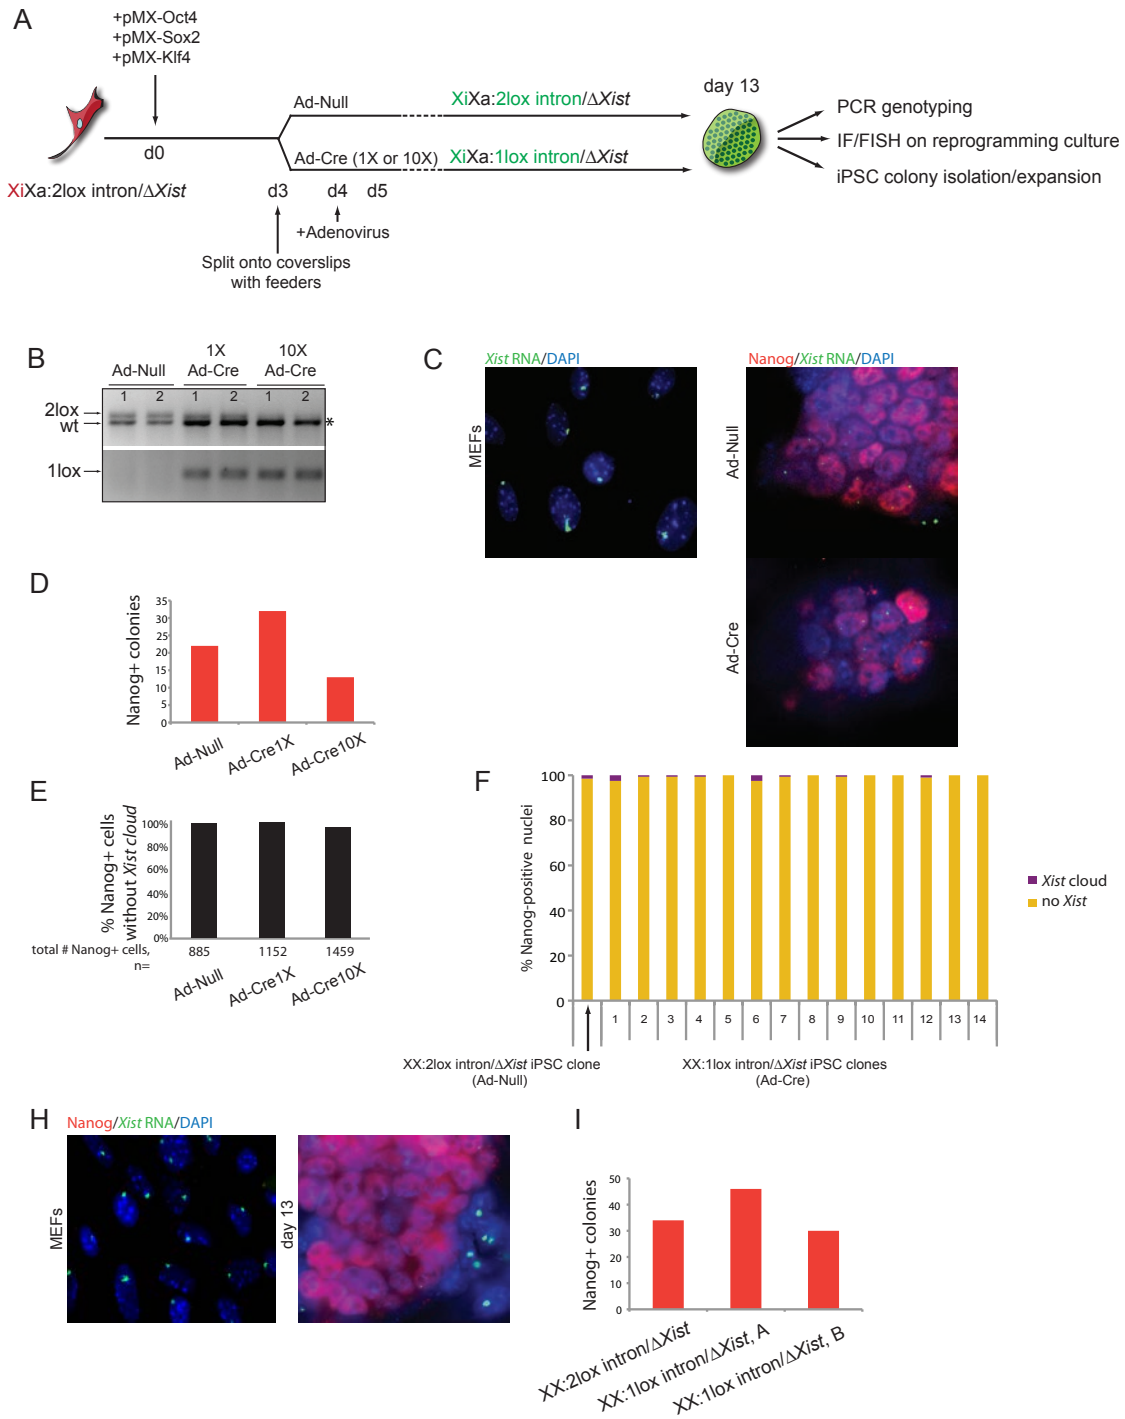 A
+pMX-Oct4
+pMX-Sox2
+pMX-Klf4
d0
XiXa:2lox intron/ΔXist
Ad-Null
XiXa:2lox intron/ΔXist
Ad-Cre (1X or 10X)
XiXa:1lox intron/ΔXist
d3
d4
d5
+Adenovirus
Split onto coverslips
with feeders
day 13
PCR genotyping
IF/FISH on reprogramming culture
iPSC colony isolation/expansion
B
Ad-Null
1X
Ad-Cre
10X
Ad-Cre
1 2 1 2 1 2
2lox
wt
*
1lox
C
Xist RNA/DAPI
MEFs
Nanog/Xist RNA/DAPI
Ad-Null
Ad-Cre
D
Nanog+ colonies
35
30
25
20
15
10
5
0
Ad-Null
Ad-Cre1X
Ad-Cre10X
E
% Nanog+ cells
without Xist cloud
100%
80%
60%
40%
20%
0%
total # Nanog+ cells,
n=
885 1152 1459
Ad-Null
Ad-Cre1X
Ad-Cre10X
F
% Nanog-positive nuclei
100
80
60
40
20
0
1 2 3 4 5 6 7 8 9 10 11 12 13 14
Xist cloud
no Xist
XX:2lox intron/ΔXist iPSC clone
(Ad-Null)
XX:1lox intron/ΔXist iPSC clones
(Ad-Cre)
H
Nanog/Xist RNA/DAPI
MEFs
day 13
I
Nanog+ colonies
50
40
30
20
10
0
XX:2lox intron/ΔXist
XX:1lox intron/ΔXist, A
XX:1lox intron/ΔXist, B